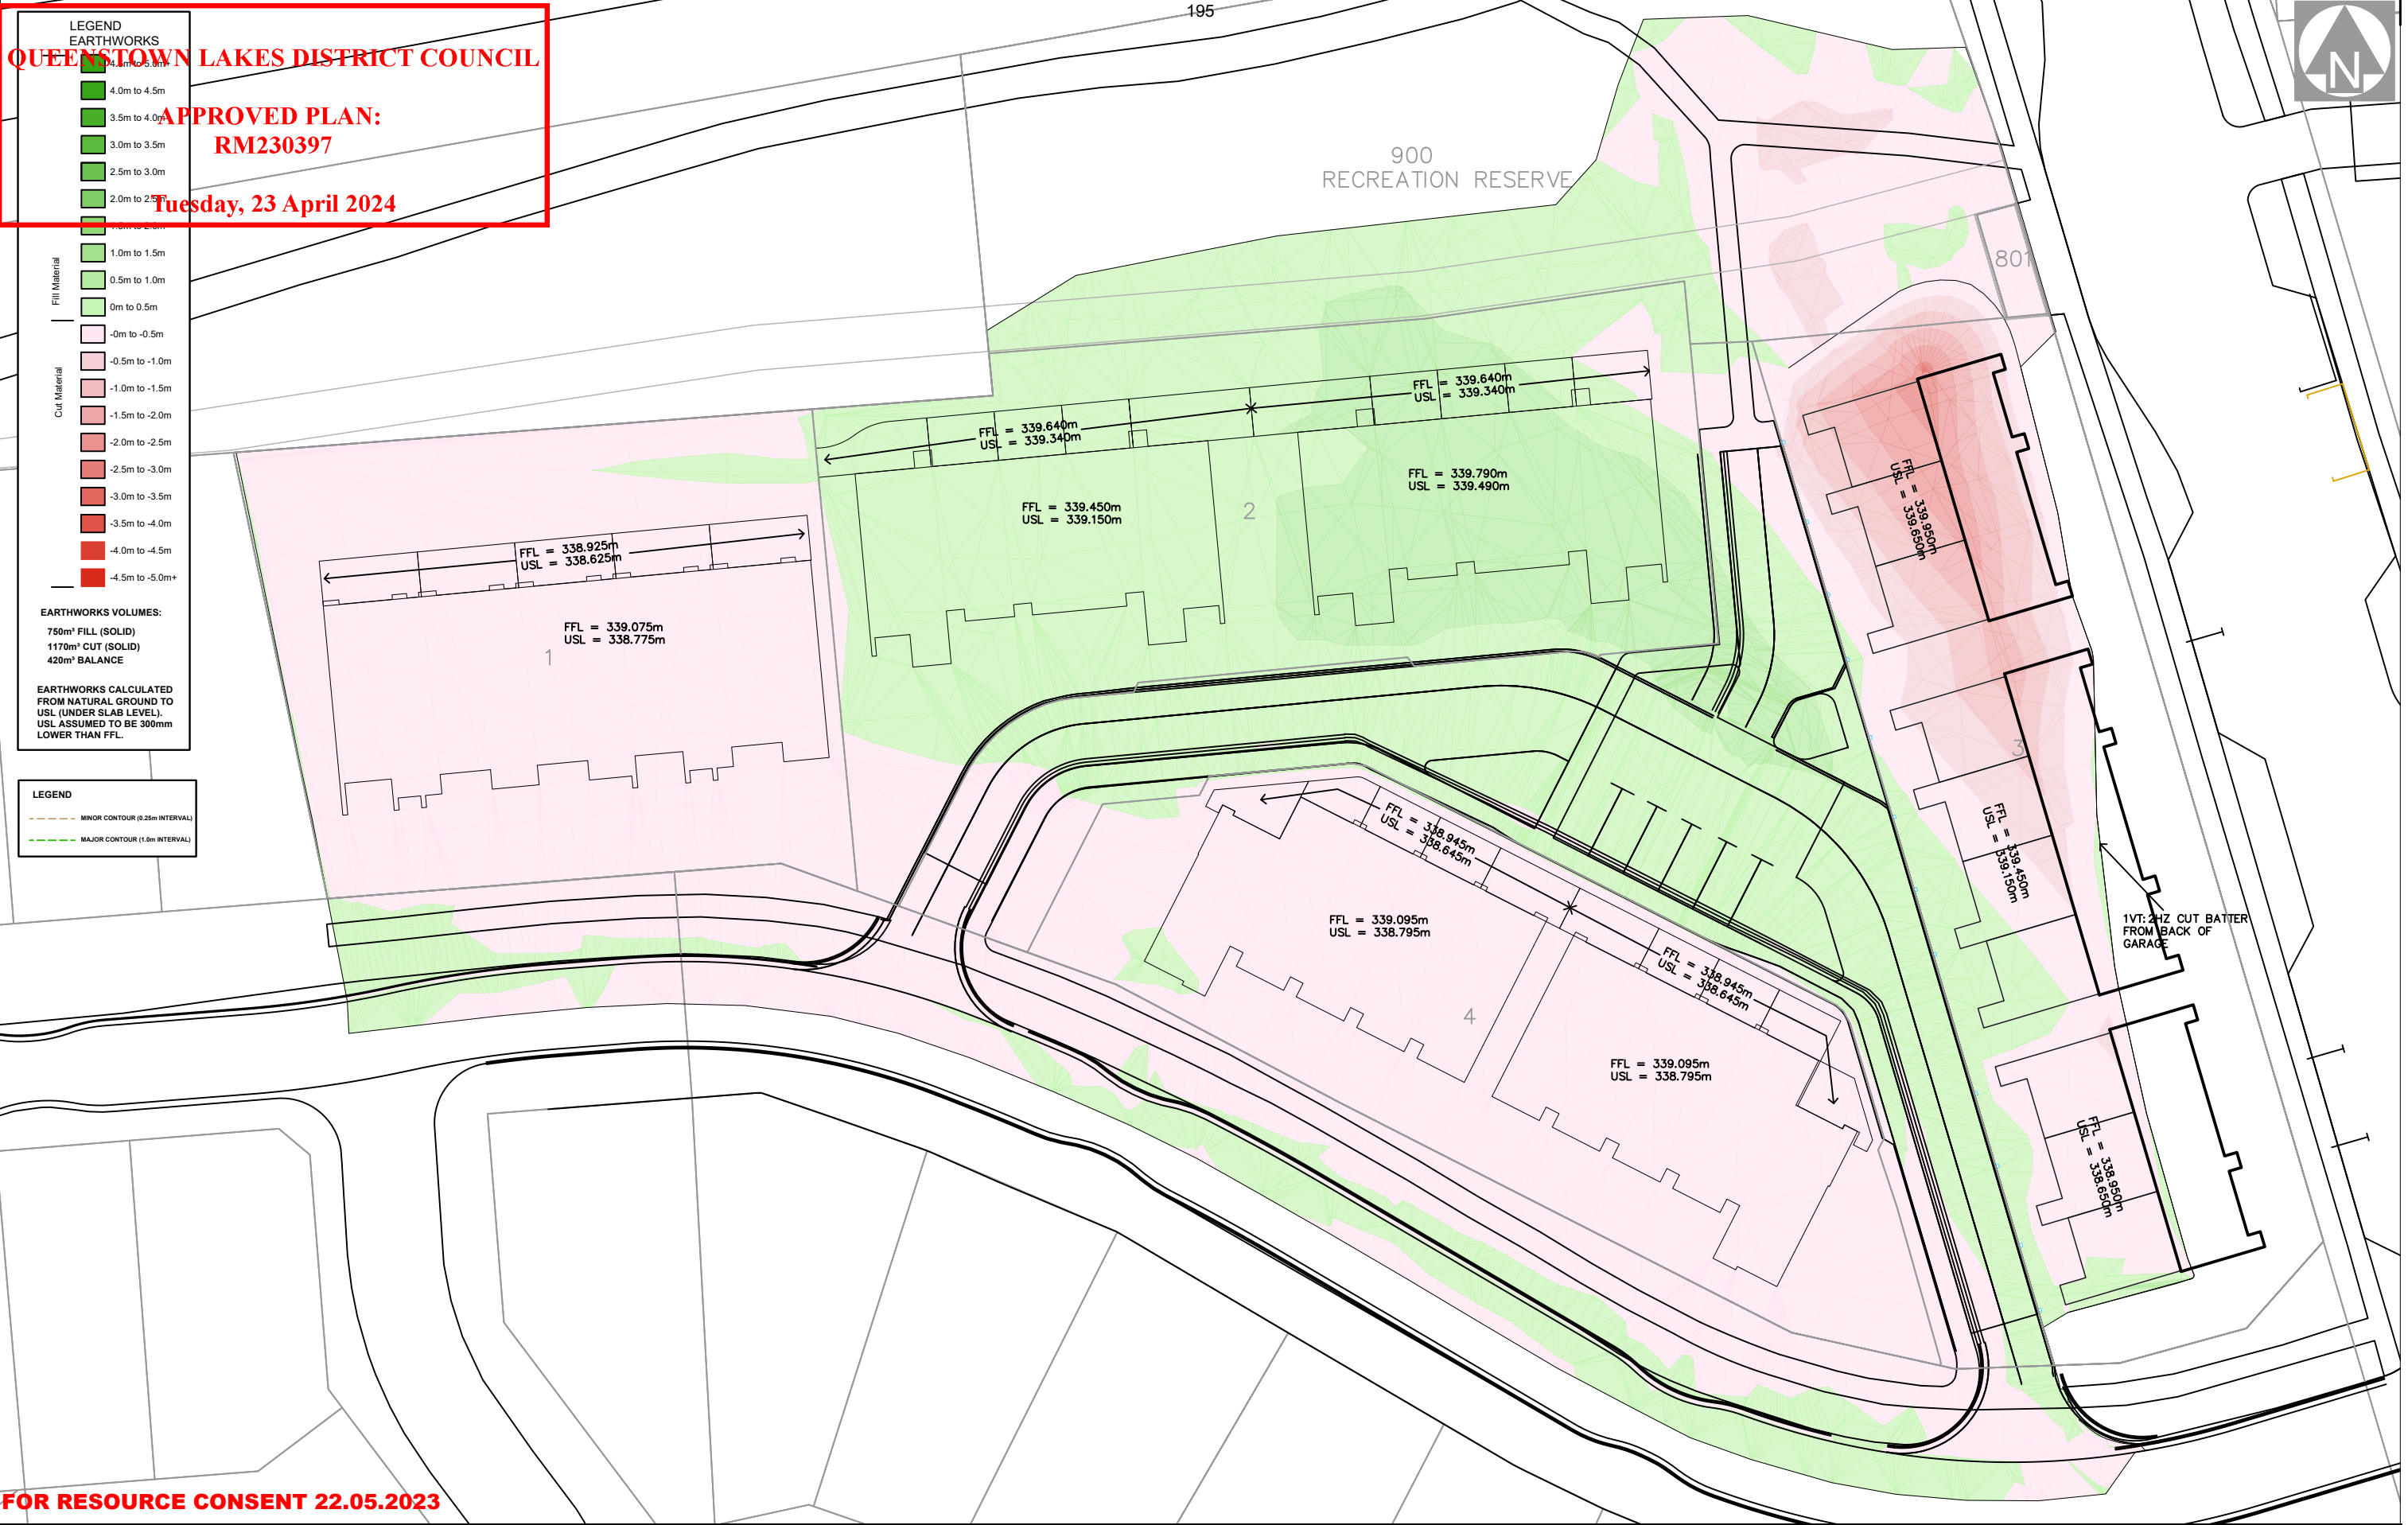 LEGEND
EARTHWORKS
QUEENSTOWN LAKES DISTRICT COUNCIL
APPROVED PLAN:
RM230397
Tuesday, 23 April 2024
4.0m to 4.5m
3.5m to 4.0m
3.0m to 3.5m
2.5m to 3.0m
2.0m to 2.5m
1.0m to 1.5m
0.5m to 1.0m
0m to 0.5m
Fill Material
-0m to -0.5m
-0.5m to -1.0m
-1.0m to -1.5m
-1.5m to -2.0m
-2.0m to -2.5m
-2.5m to -3.0m
-3.0m to -3.5m
-3.5m to -4.0m
-4.0m to -4.5m
-4.5m to -5.0m+
Cut Material
EARTHWORKS VOLUMES:
750m³ FILL (SOLID)
1170m³ CUT (SOLID)
420m³ BALANCE
EARTHWORKS CALCULATED
FROM NATURAL GROUND TO
USL (UNDER SLAB LEVEL).
USL ASSUMED TO BE 300mm
LOWER THAN FFL.
LEGEND
MINOR CONTOUR (0.25m INTERVAL)
MAJOR CONTOUR (1.0m INTERVAL)
195
N
900
RECREATION RESERVE
801
FFL = 339.640m
USL = 339.340m
FFL = 339.640m
USL = 339.340m
FFL = 339.790m
USL = 339.490m
FFL = 339.450m
USL = 339.150m
2
FFL = 338.925m
USL = 338.625m
FFL = 339.075m
USL = 338.775m
1
FFL = 339.950m
USL = 339.650m
3
FFL = 339.450m
USL = 339.150m
1VT:2HZ CUT BATTER
FROM BACK OF
GARAGE
FFL = 338.945m
USL = 338.645m
FFL = 339.095m
USL = 338.795m
FFL = 338.945m
USL = 338.645m
4
FFL = 339.095m
USL = 338.795m
FFL = 338.950m
USL = 338.650m
FOR RESOURCE CONSENT 22.05.2023